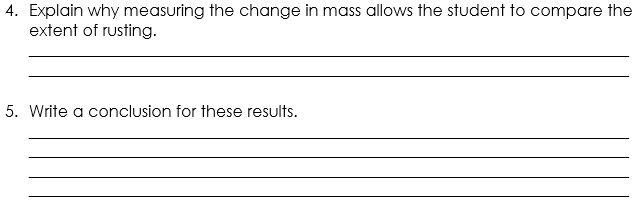 4. Explain why measuring the change in mass allows the student to compare the
extent of rusting.
5. Write a conclusion for these results.